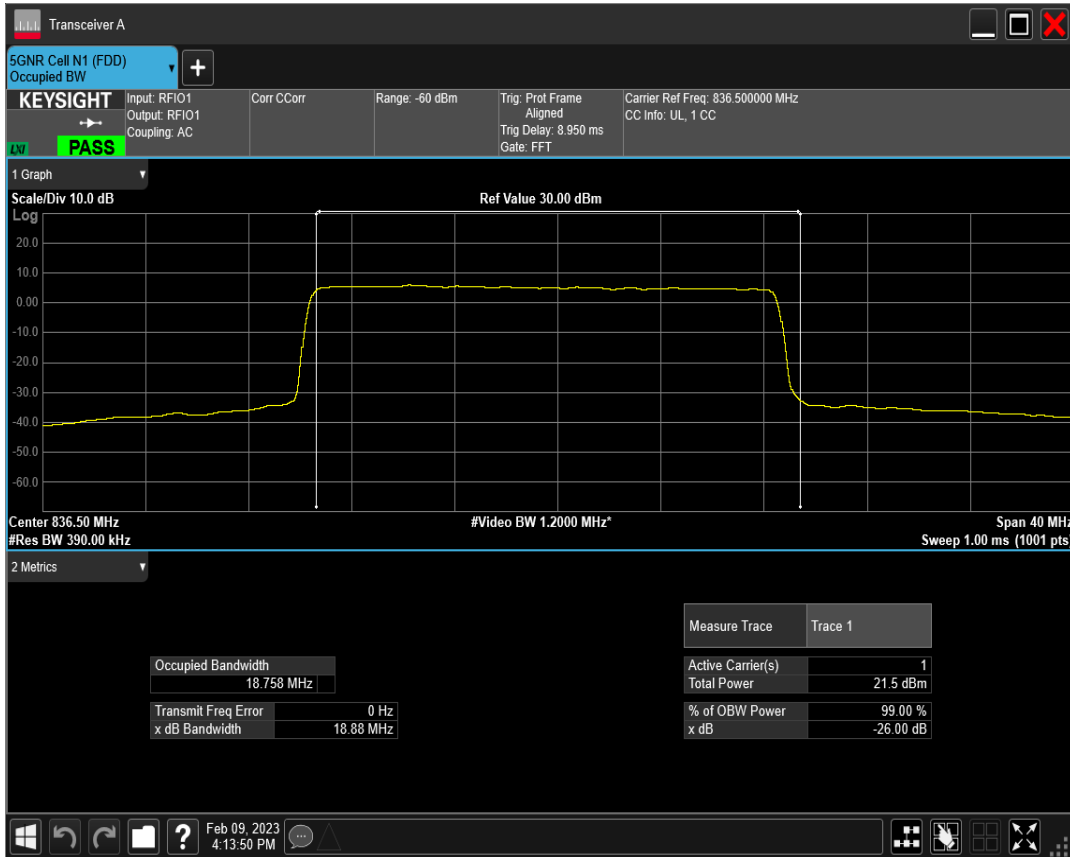 Transceiver A
5GNR Cell N1 (FDD)
Occupied BW
+
KEYSIGHT
LXI
PASS
Input: RFIO1
Output: RFIO1
Coupling: AC
Corr CCorr
Range: -60 dBm
Trig: Prot Frame
Aligned
Trig Delay: 8.950 ms
Gate: FFT
Carrier Ref Freq: 836.500000 MHz
CC Info: UL, 1 CC
1 Graph
Scale/Div 10.0 dB
Ref Value 30.00 dBm
Log
20.0
10.0
0.00
-10.0
-20.0
-30.0
-40.0
-50.0
-60.0
Center 836.50 MHz
#Video BW 1.2000 MHz*
Span 40 MHz
#Res BW 390.00 kHz
Sweep 1.00 ms (1001 pts)
2 Metrics
Measure Trace Trace 1
Occupied Bandwidth
18.758 MHz
Active Carrier(s) 1
Total Power 21.5 dBm
Transmit Freq Error 0 Hz
x dB Bandwidth 18.88 MHz
% of OBW Power 99.00 %
x dB -26.00 dB
?
Feb 09, 2023
4:13:50 PM